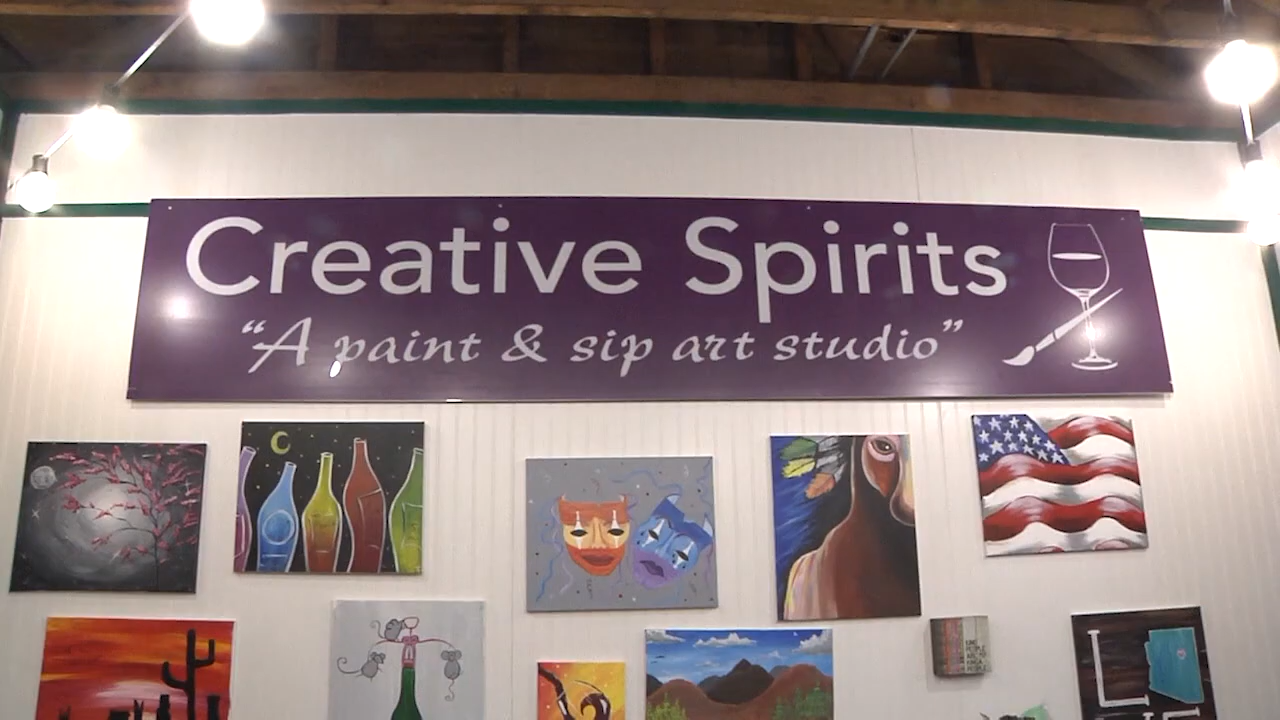 Creative Spirits
“A paint & sip art studio”
L